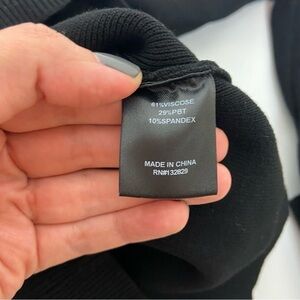 61%VISCOSE
29%PBT
10%SPANDEX
MADE IN CHINA
RN#132829